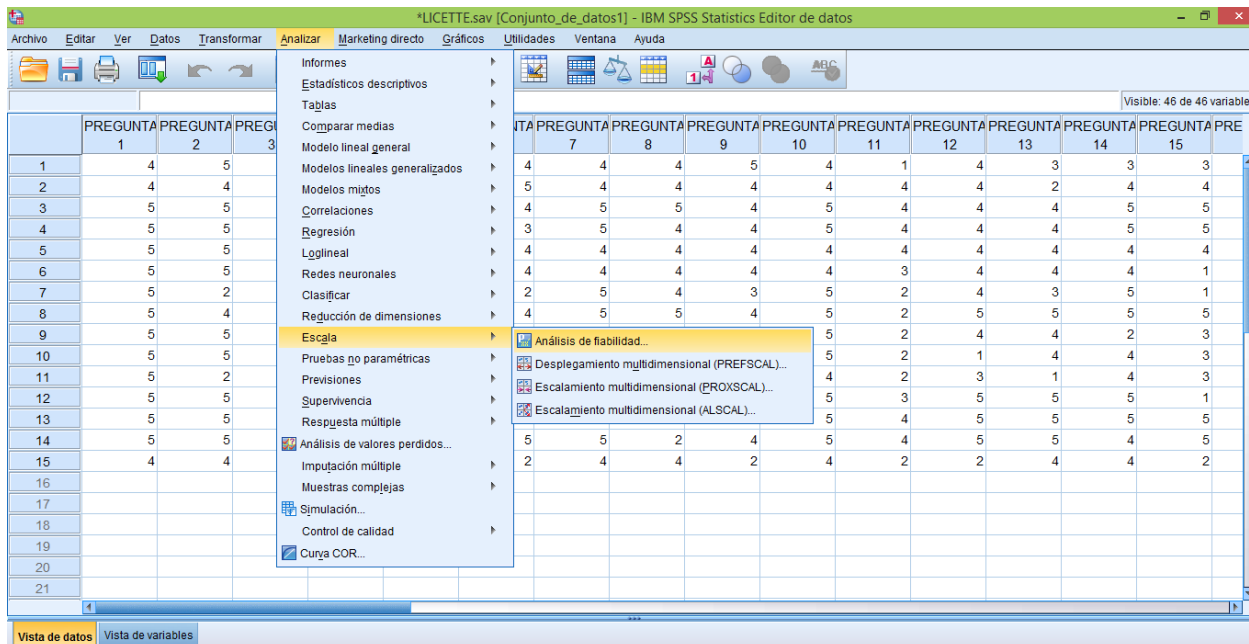 *LICETTE.sav [Conjunto_de_datos1] - IBM SPSS Statistics Editor de datos
Archivo Editar Ver Datos Transformar Analizar Marketing directo Gráficos Utilidades Ventana Ayuda
Visible: 46 de 46 variable
Informes
Estadísticos descriptivos
Tablas
Comparar medias
Modelo lineal general
Modelos lineales generalizados
Modelos mixtos
Correlaciones
Regresión
Loglineal
Redes neuronales
Clasificar
Reducción de dimensiones
Escala
Pruebas no paramétricas
Previsiones
Supervivencia
Respuesta múltiple
Análisis de valores perdidos...
Imputación múltiple
Muestras complejas
Simulación...
Control de calidad
Curva COR...
Análisis de fiabilidad...
Desplegamiento multidimensional (PREFSCAL)...
Escalamiento multidimensional (PROXSCAL)...
Escalamiento multidimensional (ALSCAL)...
PREGUNTA PREGUNTA PREG NTA PREGUNTA PREGUNTA PREGUNTA PREGUNTA PREGUNTA PREGUNTA PREGUNTA PREGUNTA PREGUNTA PRE
1 2 3 7 8 9 10 11 12 13 14 15
1 4 5 4 4 4 5 4 1 4 3 3 3
2 4 4 5 4 4 4 4 4 4 2 4 4
3 5 5 4 5 5 4 5 4 4 4 5 5
4 5 5 3 5 4 4 5 4 4 4 5 5
5 5 5 4 4 4 4 4 4 4 4 4 4
6 5 5 4 4 4 4 4 3 4 4 4 1
7 5 2 2 5 4 3 5 2 4 3 5 1
8 5 4 4 5 5 4 5 2 5 5 5 5
9 5 5 5 2 4 4 2 3
10 5 5 5 2 1 4 4 3
11 5 2 4 2 3 1 4 3
12 5 5 5 3 5 5 5 1
13 5 5 5 4 5 5 5 5
14 5 5 5 5 2 4 5 4 5 5 4 5
15 4 4 2 4 4 2 4 2 2 4 4 2
16
17
18
19
20
21
Vista de datos Vista de variables